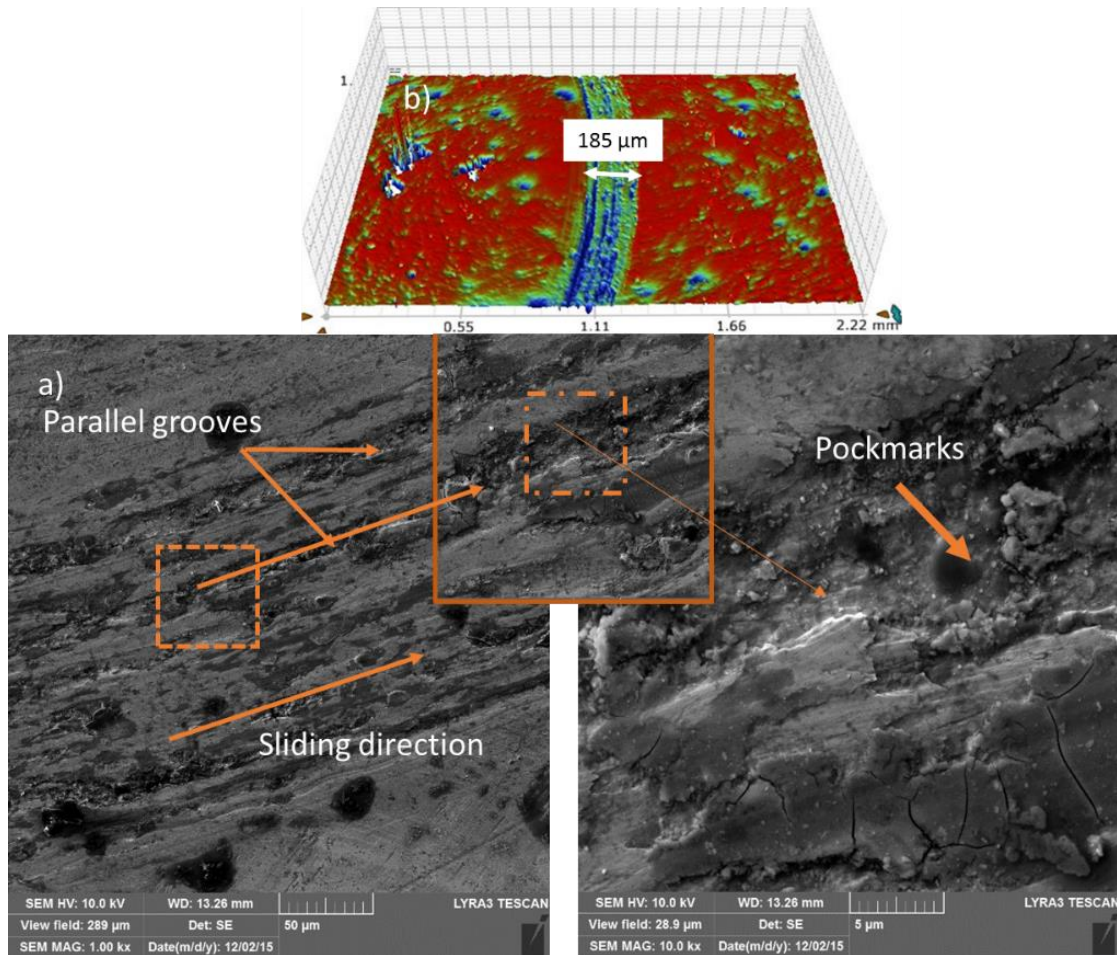 1.
b)
185 µm
0.55
1.11
1.66
2.22 mm
a)
Parallel grooves
Sliding direction
Pockmarks
SEM HV: 10.0 kV
WD: 13.26 mm
LYRA3 TESCAN
View field: 289 µm
Det: SE
50 µm
SEM MAG: 1.00 kx
Date(m/d/y): 12/02/15
SEM HV: 10.0 kV
WD: 13.26 mm
LYRA3 TESCAN
View field: 28.9 µm
Det: SE
5 µm
SEM MAG: 10.0 kx
Date(m/d/y): 12/02/15